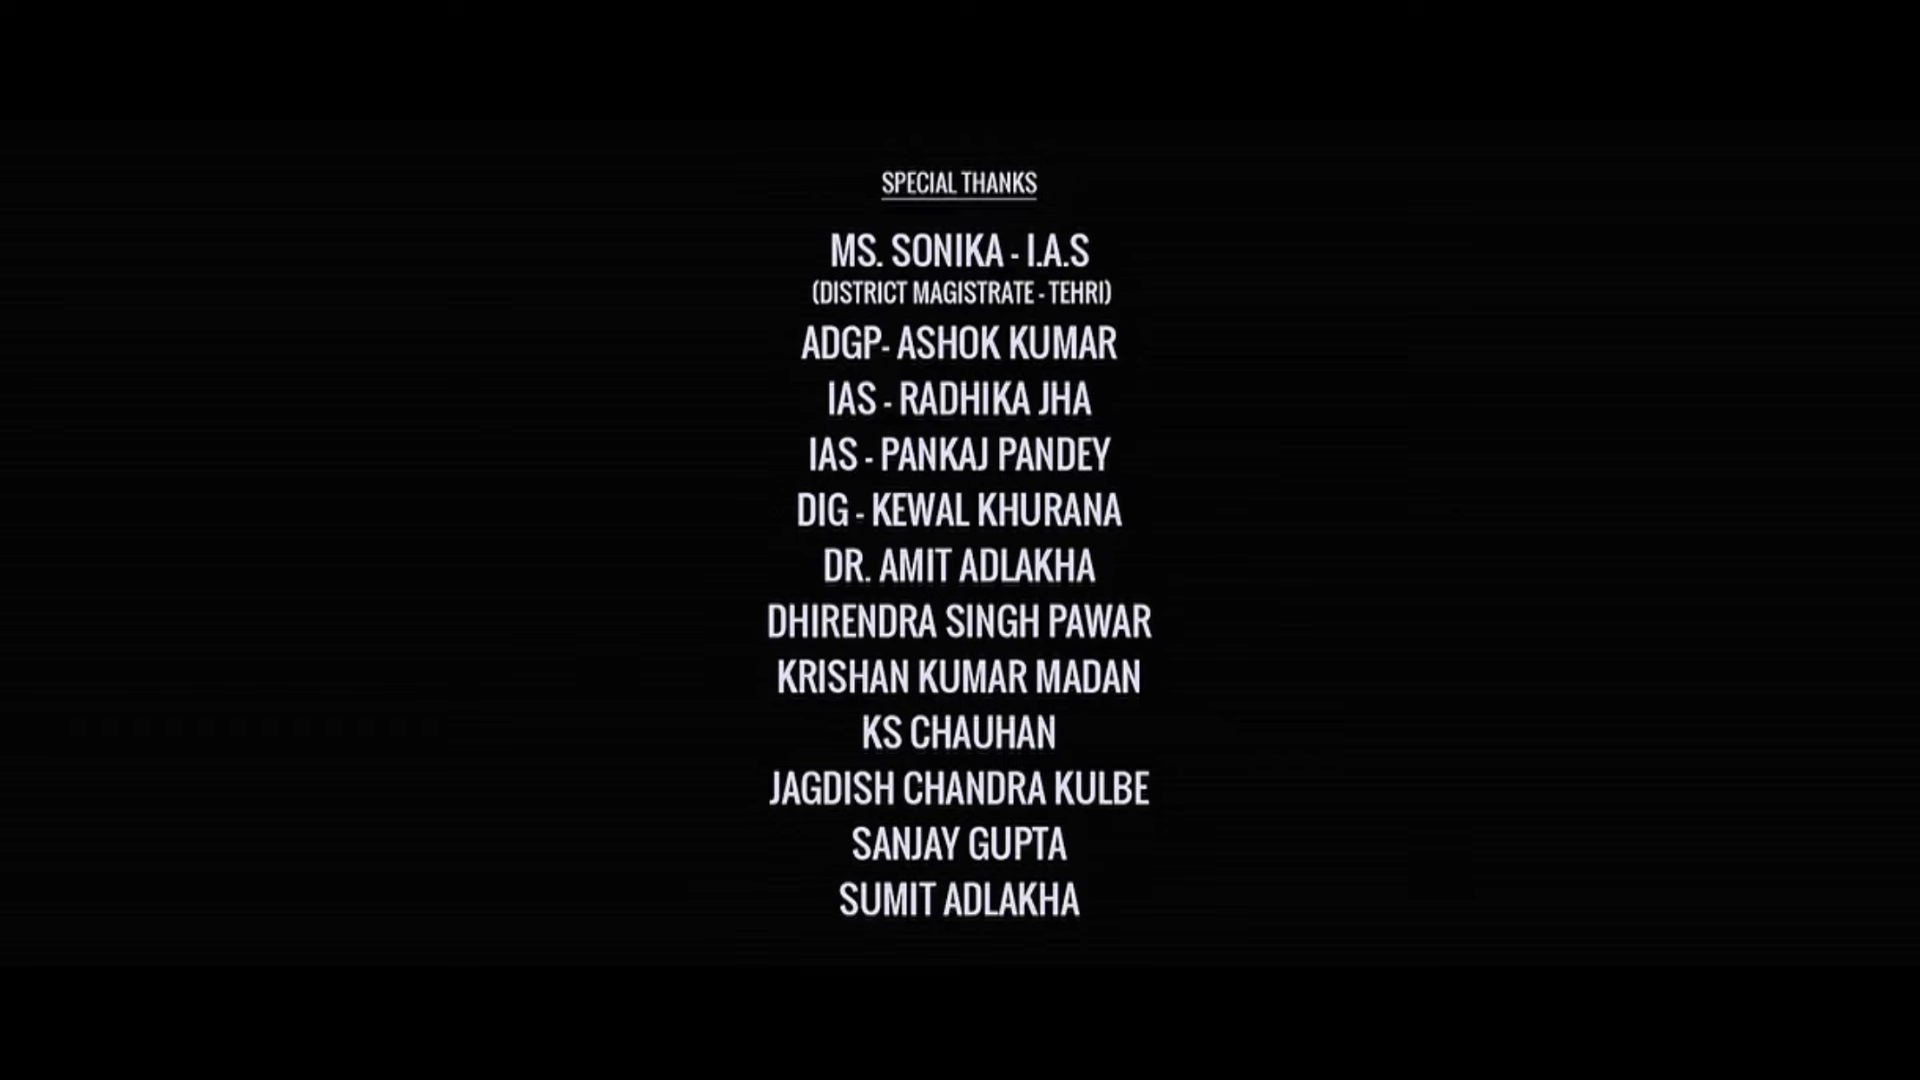 SPECIAL THANKS
MS. SONIKA - I.A.S
(DISTRICT MAGISTRATE - TEHRI)
ADGP- ASHOK KUMAR
IAS - RADHIKA JHA
IAS - PANKAJ PANDEY
DIG - KEWAL KHURANA
DR. AMIT ADLAKHA
DHIRENDRA SINGH PAWAR
KRISHAN KUMAR MADAN
KS CHAUHAN
JAGDISH CHANDRA KULBE
SANJAY GUPTA
SUMIT ADLAKHA